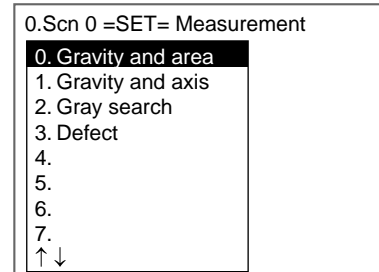 0.Scn 0 =SET= Measurement
0. Gravity and area
1. Gravity and axis
2. Gray search
3. Defect
4.
5.
6.
7.
↑↓